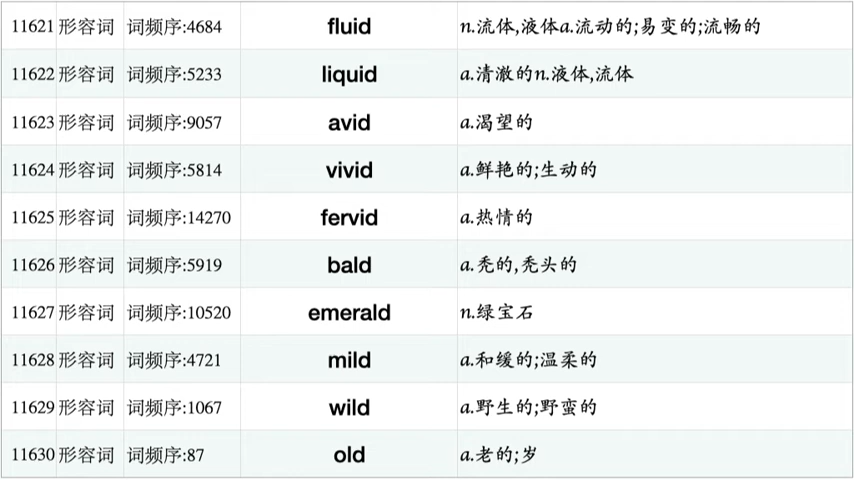 11621 形容词 词频序:4684 fluid n.流体,液体a.流动的;易变的;流畅的
11622 形容词 词频序:5233 liquid a.清澈的n.液体,流体
11623 形容词 词频序:9057 avid a.渴望的
11624 形容词 词频序:5814 vivid a.鲜艳的;生动的
11625 形容词 词频序:14270 fervid a.热情的
11626 形容词 词频序:5919 bald a.秃的,秃头的
11627 形容词 词频序:10520 emerald n.绿宝石
11628 形容词 词频序:4721 mild a.和缓的;温柔的
11629 形容词 词频序:1067 wild a.野生的;野蛮的
11630 形容词 词频序:87 old a.老的;岁